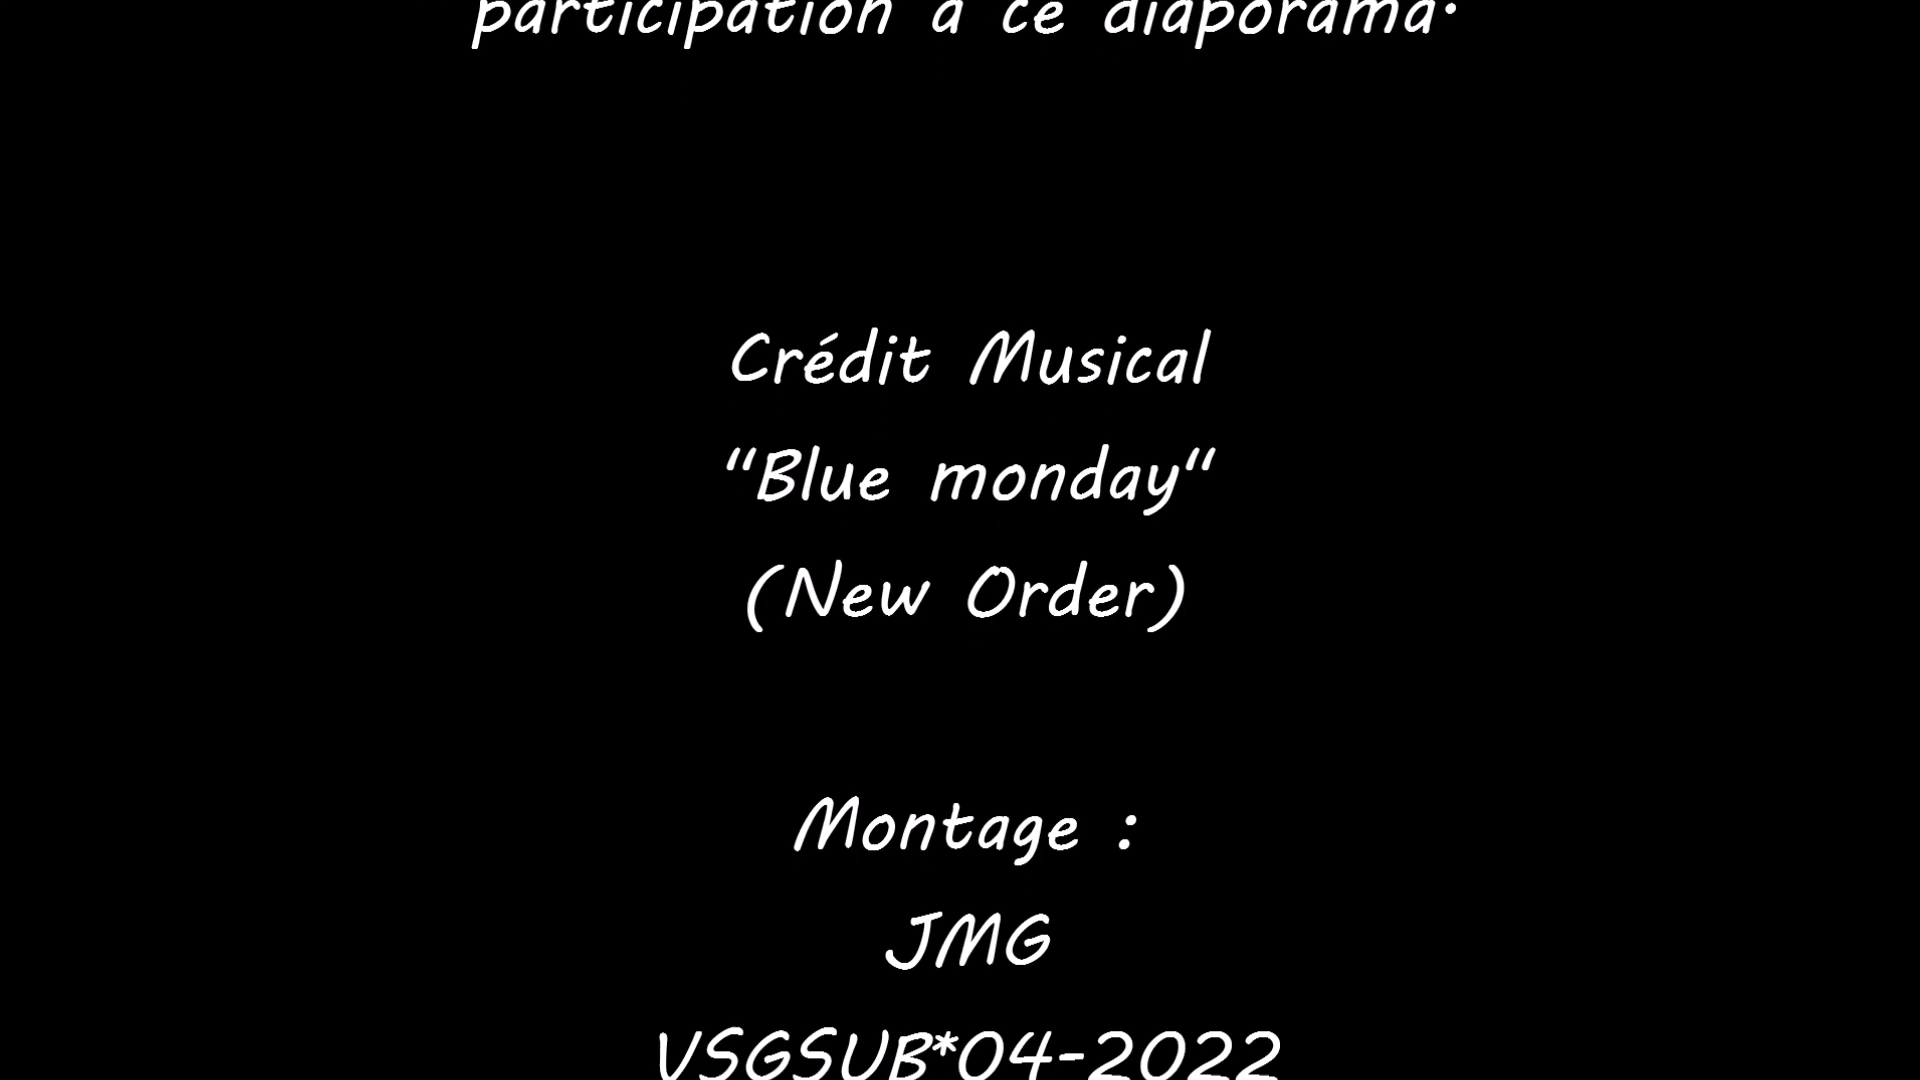 participation à ce diaporama.
Crédit Musical
"Blue monday"
(New Order)
Montage :
JMG
VSGSUB*04-2022